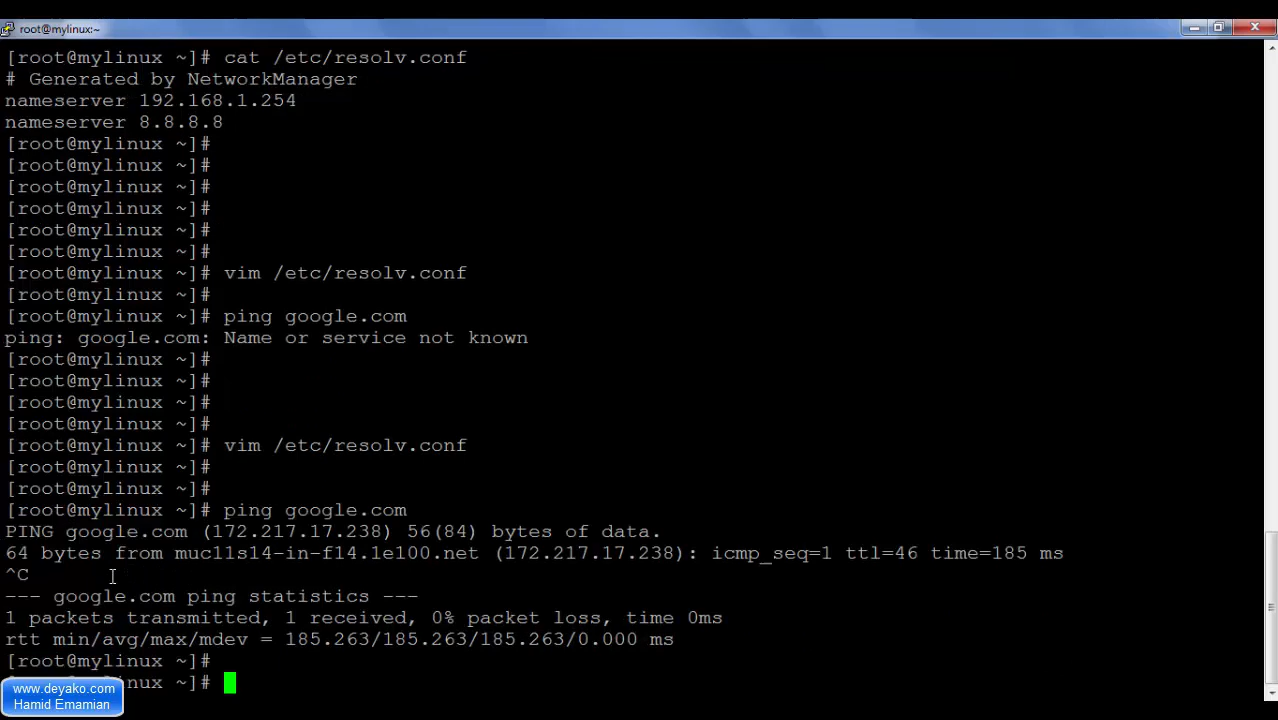 root@mylinux:~
[root@mylinux ~]# cat /etc/resolv.conf
# Generated by NetworkManager
nameserver 192.168.1.254
nameserver 8.8.8.8
[root@mylinux ~]#
[root@mylinux ~]#
[root@mylinux ~]#
[root@mylinux ~]#
[root@mylinux ~]#
[root@mylinux ~]#
[root@mylinux ~]# vim /etc/resolv.conf
[root@mylinux ~]#
[root@mylinux ~]# ping google.com
ping: google.com: Name or service not known
[root@mylinux ~]#
[root@mylinux ~]#
[root@mylinux ~]#
[root@mylinux ~]#
[root@mylinux ~]# vim /etc/resolv.conf
[root@mylinux ~]#
[root@mylinux ~]#
[root@mylinux ~]# ping google.com
PING google.com (172.217.17.238) 56(84) bytes of data.
64 bytes from muc11s14-in-f14.1e100.net (172.217.17.238): icmp_seq=1 ttl=46 time=185 ms
^C
--- google.com ping statistics ---
1 packets transmitted, 1 received, 0% packet loss, time 0ms
rtt min/avg/max/mdev = 185.263/185.263/185.263/0.000 ms
[root@mylinux ~]#
inux ~]#
www.deyako.com
Hamid Emamian